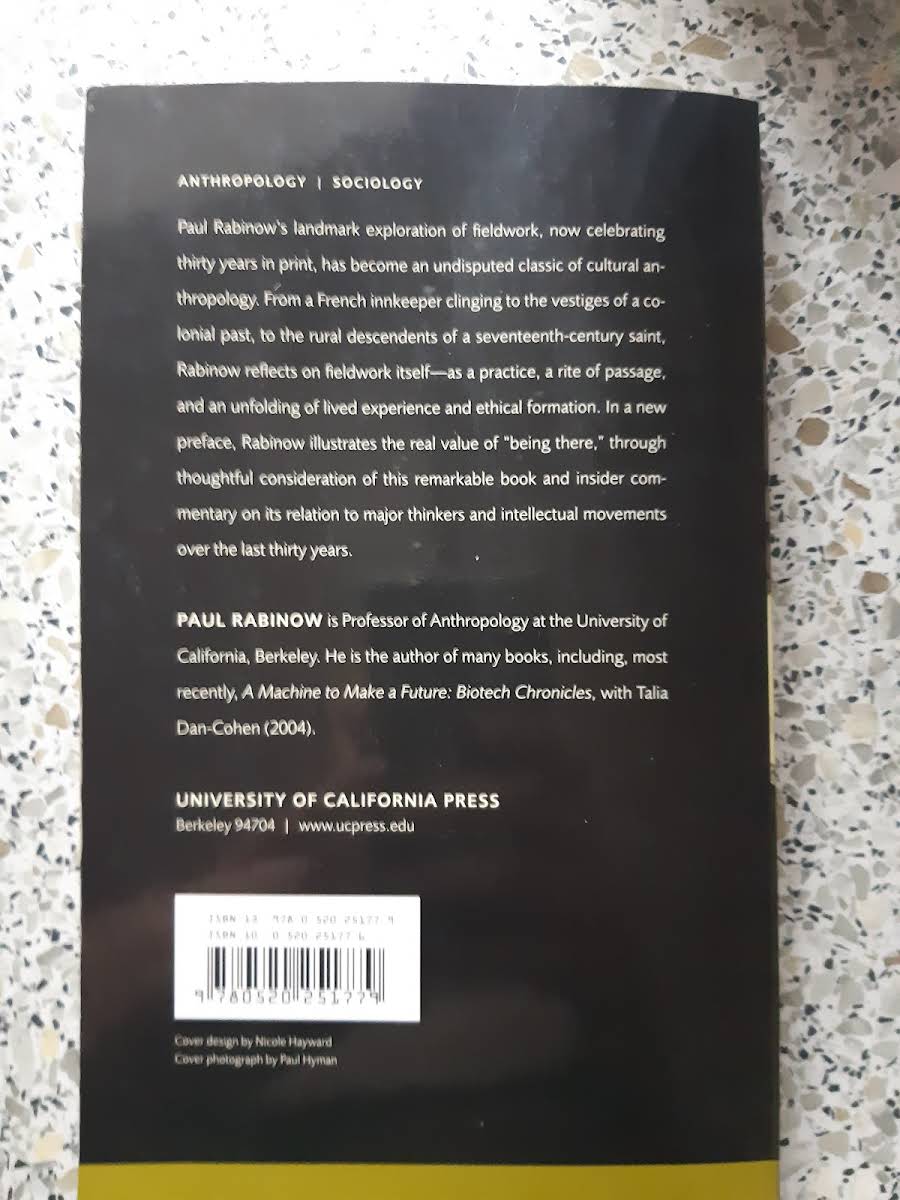 ANTHROPOLOGY | SOCIOLOGY
Paul Rabinow's landmark exploration of fieldwork, now celebrating
thirty years in print, has become an undisputed classic of cultural an-
thropology. From a French innkeeper clinging to the vestiges of a co-
lonial past, to the rural descendents of a seventeenth-century saint,
Rabinow reflects on fieldwork itself—as a practice, a rite of passage,
and an unfolding of lived experience and ethical formation. In a new
preface, Rabinow illustrates the real value of "being there," through
thoughtful consideration of this remarkable book and insider com-
mentary on its relation to major thinkers and intellectual movements
over the last thirty years.
PAUL RABINOW is Professor of Anthropology at the University of
California, Berkeley. He is the author of many books, including, most
recently, A Machine to Make a Future: Biotech Chronicles, with Talia
Dan-Cohen (2004).
UNIVERSITY OF CALIFORNIA PRESS
Berkeley 94704 | www.ucpress.edu
ISBN 13 978 0 520 25177 9
ISBN 10 0 520 25177 6
9 780520 251779
Cover design by Nicole Hayward
Cover photograph by Paul Hyman